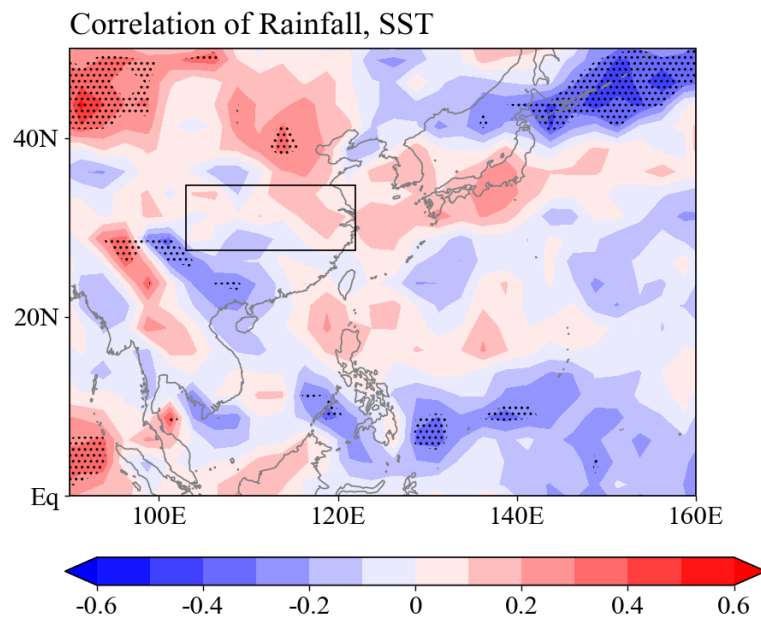 Correlation of Rainfall, SST
40N
20N
Eq
100E 120E 140E 160E
-0.6 -0.4 -0.2 0 0.2 0.4 0.6